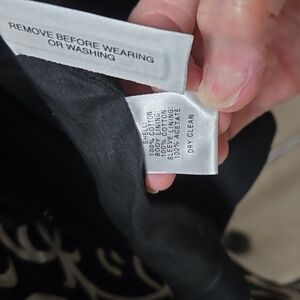 REMOVE BEFORE WEARING
OR WASHING
SHELL:
100% COTTON
BODY LINING:
100% COTTON
SLEEVE LINING:
100% ACETATE
DRY CLEAN